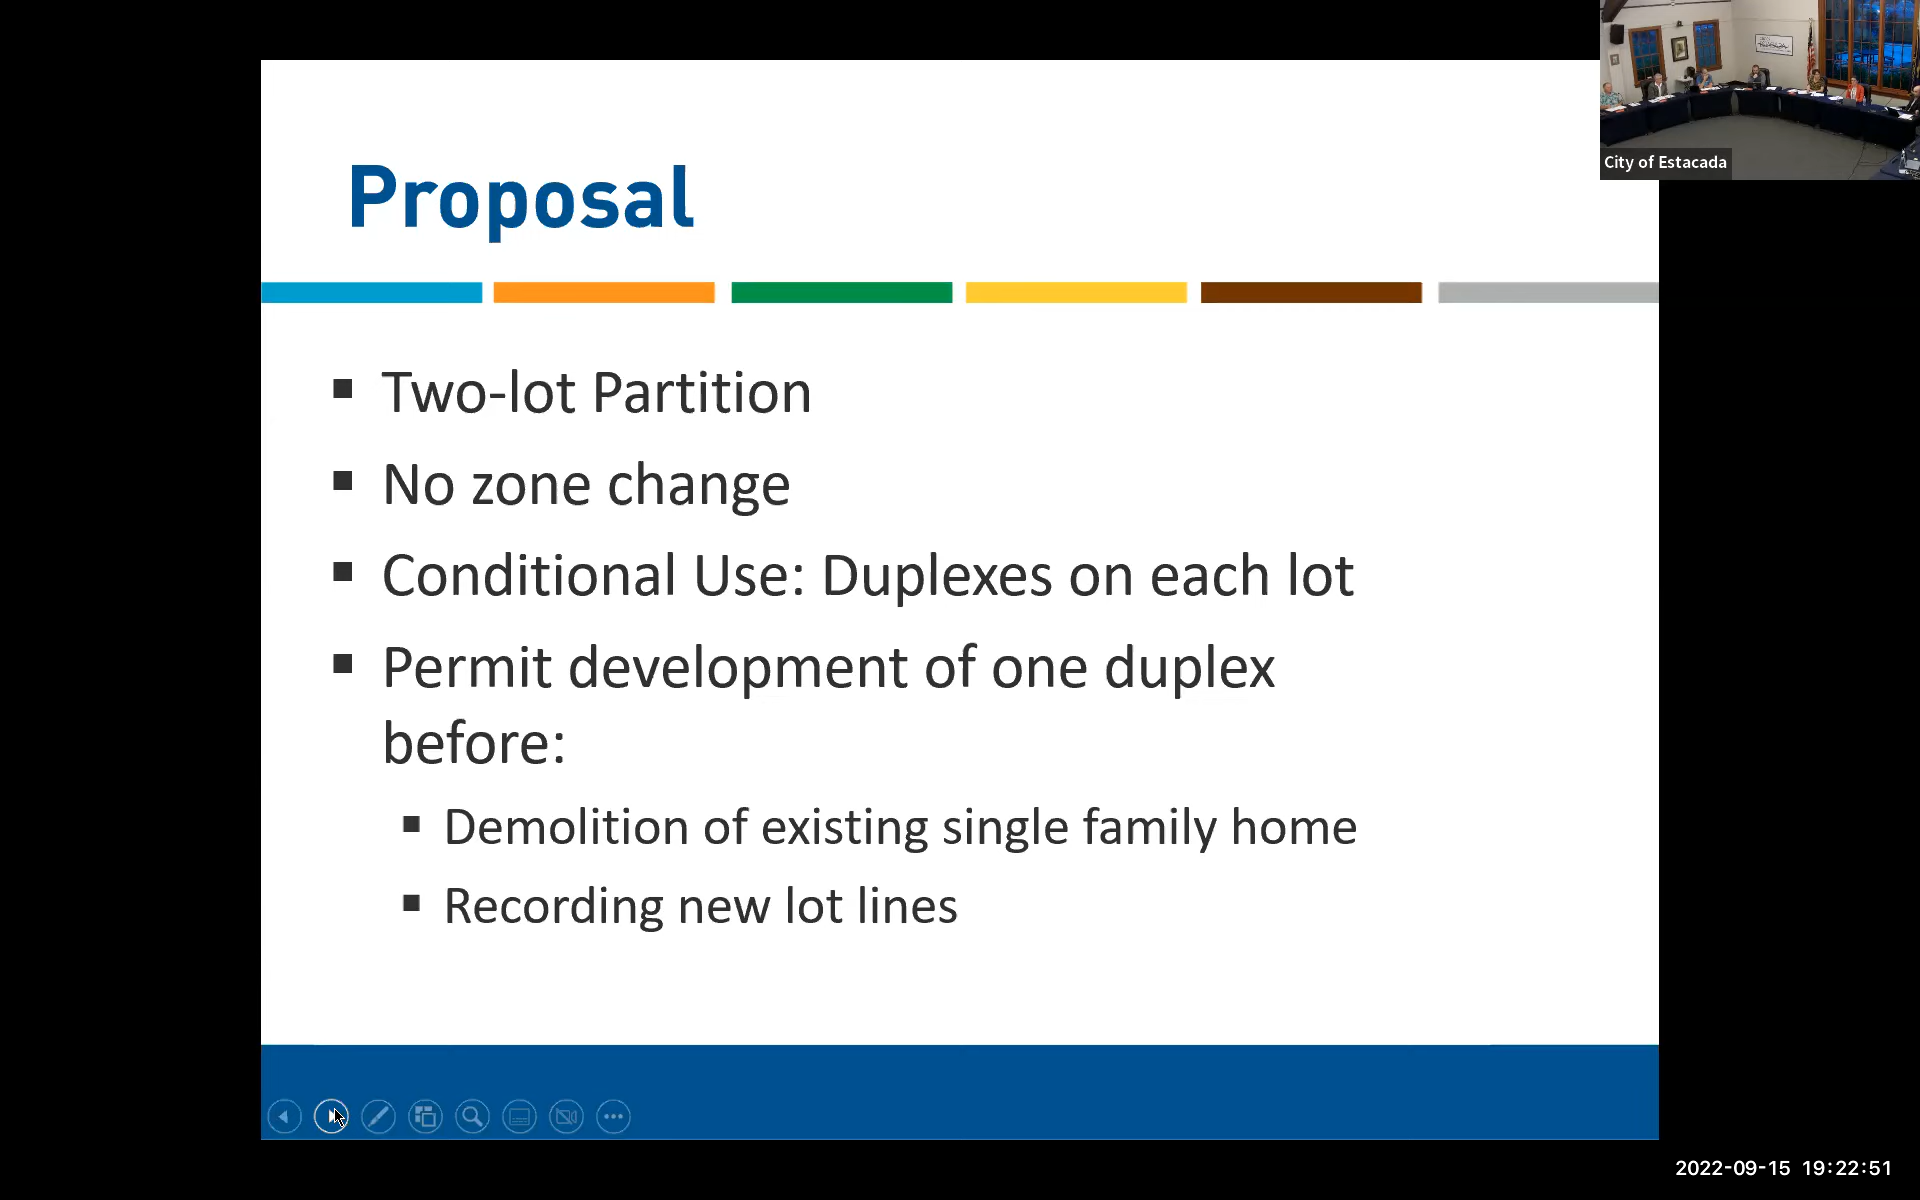 Proposal
Two-lot Partition
No zone change
Conditional Use: Duplexes on each lot
Permit development of one duplex
before:
Demolition of existing single family home
Recording new lot lines
City of Estacada
2022-09-15 19:22:51